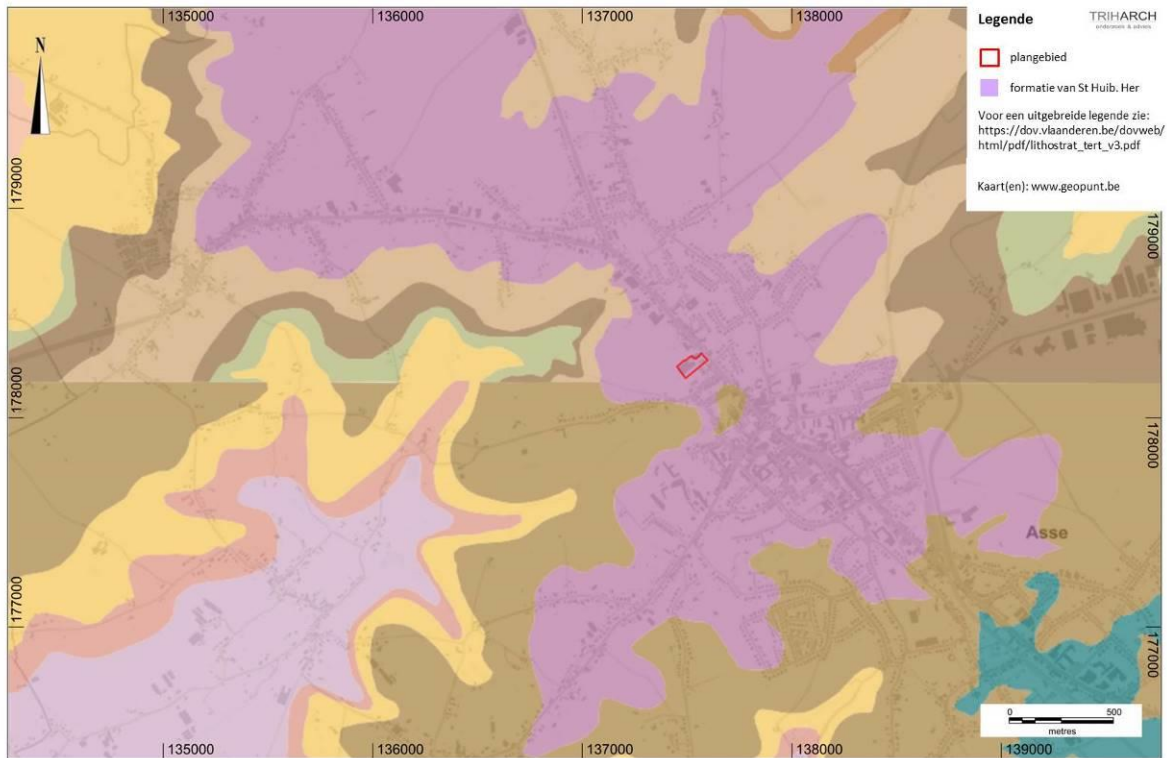 135000
136000
137000
138000
Legende
TRIHARCH
onderzoek & advies
N
plangebied
formatie van St Huib. Her
Voor een uitgebreide legende zie:
https://dov.vlaanderen.be/dovweb/
html/pdf/lithostrat_tert_v3.pdf
Kaart(en): www.geopunt.be
179000
179000
178000
178000
Asse
177000
177000
0 500
metres
135000
136000
137000
138000
139000